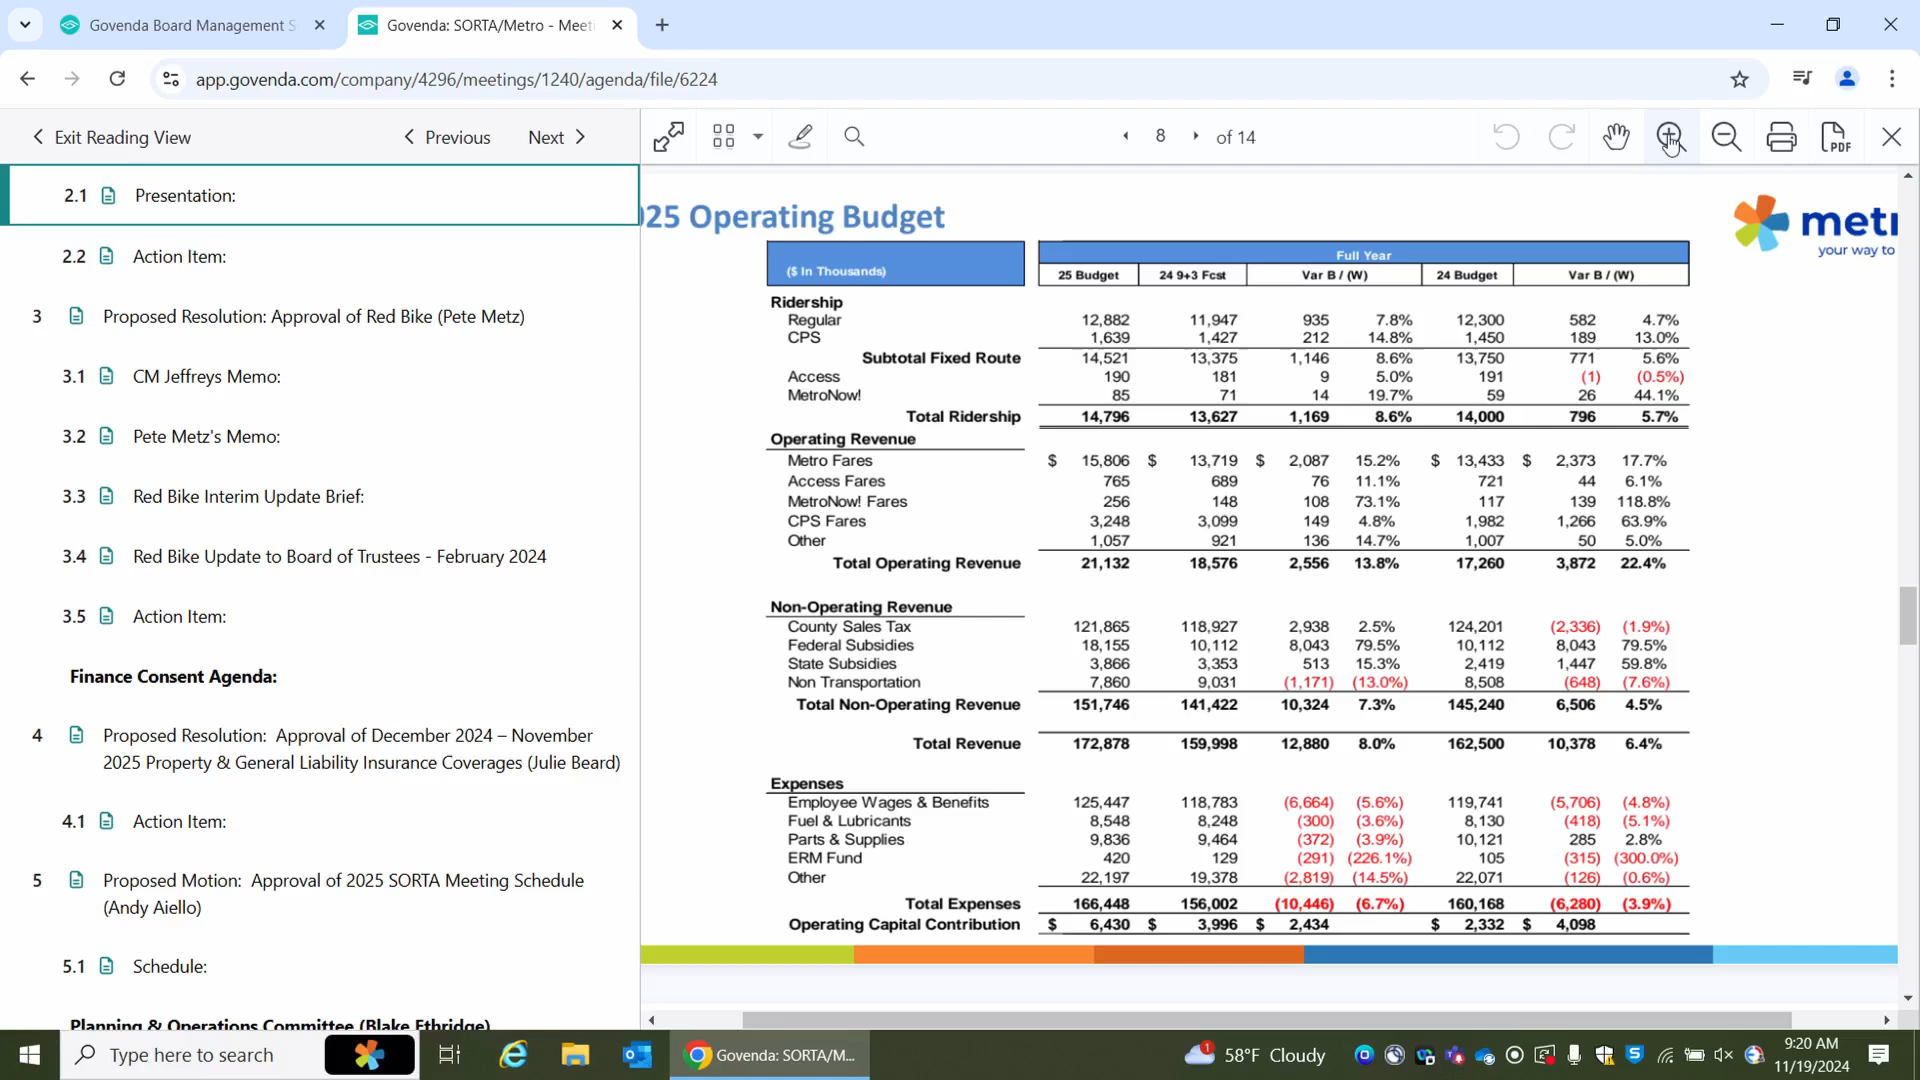 Govenda Board Management S
Govenda: SORTA/Metro - Meeti
app.govenda.com/company/4296/meetings/1240/agenda/file/6224
Exit Reading View
Previous
Next
8 of 14
PDF
2.1 Presentation:
2.2 Action Item:
3 Proposed Resolution: Approval of Red Bike (Pete Metz)
3.1 CM Jeffreys Memo:
3.2 Pete Metz's Memo:
3.3 Red Bike Interim Update Brief:
3.4 Red Bike Update to Board of Trustees - February 2024
3.5 Action Item:
Finance Consent Agenda:
4 Proposed Resolution: Approval of December 2024 – November
2025 Property & General Liability Insurance Coverages (Julie Beard)
4.1 Action Item:
5 Proposed Motion: Approval of 2025 SORTA Meeting Schedule
(Andy Aiello)
5.1 Schedule:
Planning & Operations Committee (Blake Ethridge)
025 Operating Budget
metr
your way to
($ In Thousands)
Full Year
25 Budget 24 9+3 Fcst Var B / (W) 24 Budget Var B / (W)
Ridership
Regular 12,882 11,947 935 7.8% 12,300 582 4.7%
CPS 1,639 1,427 212 14.8% 1,450 189 13.0%
Subtotal Fixed Route 14,521 13,375 1,146 8.6% 13,750 771 5.6%
Access 190 181 9 5.0% 191 (1) (0.5%)
MetroNow! 85 71 14 19.7% 59 26 44.1%
Total Ridership 14,796 13,627 1,169 8.6% 14,000 796 5.7%
Operating Revenue
Metro Fares $ 15,806 $ 13,719 $ 2,087 15.2% $ 13,433 $ 2,373 17.7%
Access Fares 765 689 76 11.1% 721 44 6.1%
MetroNow! Fares 256 148 108 73.1% 117 139 118.8%
CPS Fares 3,248 3,099 149 4.8% 1,982 1,266 63.9%
Other 1,057 921 136 14.7% 1,007 50 5.0%
Total Operating Revenue 21,132 18,576 2,556 13.8% 17,260 3,872 22.4%
Non-Operating Revenue
County Sales Tax 121,865 118,927 2,938 2.5% 124,201 (2,336) (1.9%)
Federal Subsidies 18,155 10,112 8,043 79.5% 10,112 8,043 79.5%
State Subsidies 3,866 3,353 513 15.3% 2,419 1,447 59.8%
Non Transportation 7,860 9,031 (1,171) (13.0%) 8,508 (648) (7.6%)
Total Non-Operating Revenue 151,746 141,422 10,324 7.3% 145,240 6,506 4.5%
Total Revenue 172,878 159,998 12,880 8.0% 162,500 10,378 6.4%
Expenses
Employee Wages & Benefits 125,447 118,783 (6,664) (5.6%) 119,741 (5,706) (4.8%)
Fuel & Lubricants 8,548 8,248 (300) (3.6%) 8,130 (418) (5.1%)
Parts & Supplies 9,836 9,464 (372) (3.9%) 10,121 285 2.8%
ERM Fund 420 129 (291) (226.1%) 105 (315) (300.0%)
Other 22,197 19,378 (2,819) (14.5%) 22,071 (126) (0.6%)
Total Expenses 166,448 156,002 (10,446) (6.7%) 160,168 (6,280) (3.9%)
Operating Capital Contribution $ 6,430 $ 3,996 $ 2,434 $ 2,332 $ 4,098
Type here to search
Govenda: SORTA/M...
1
58°F Cloudy
9:20 AM
11/19/2024